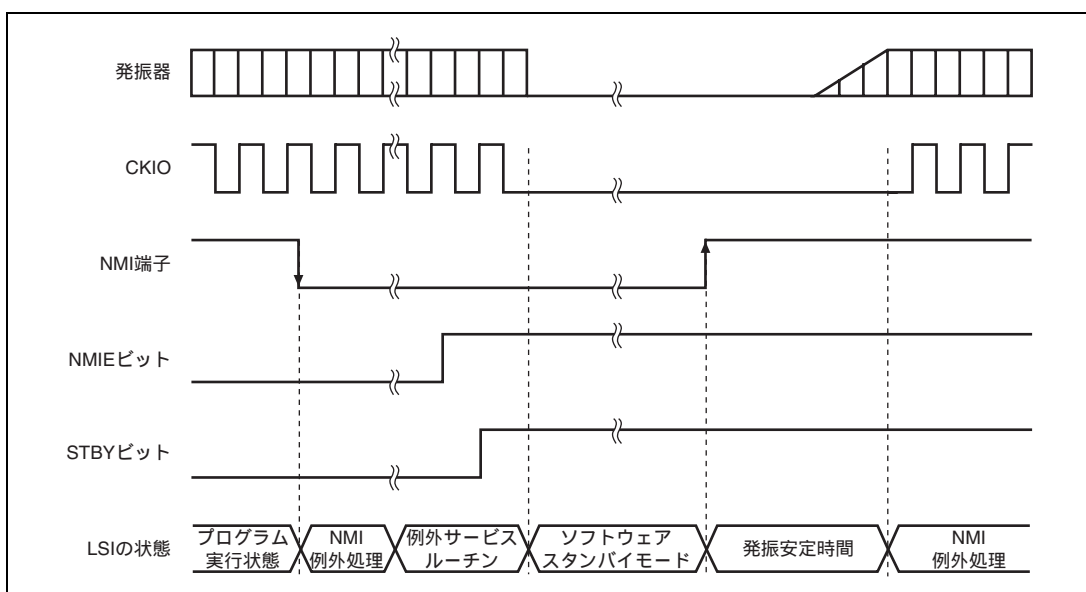 発振器
CKIO
NMI端子
NMIEビット
STBYビット
LSIの状態
プログラム
実行状態
NMI
例外処理
例外サービス
ルーチン
ソフトウェア
スタンバイモード
発振安定時間
NMI
例外処理